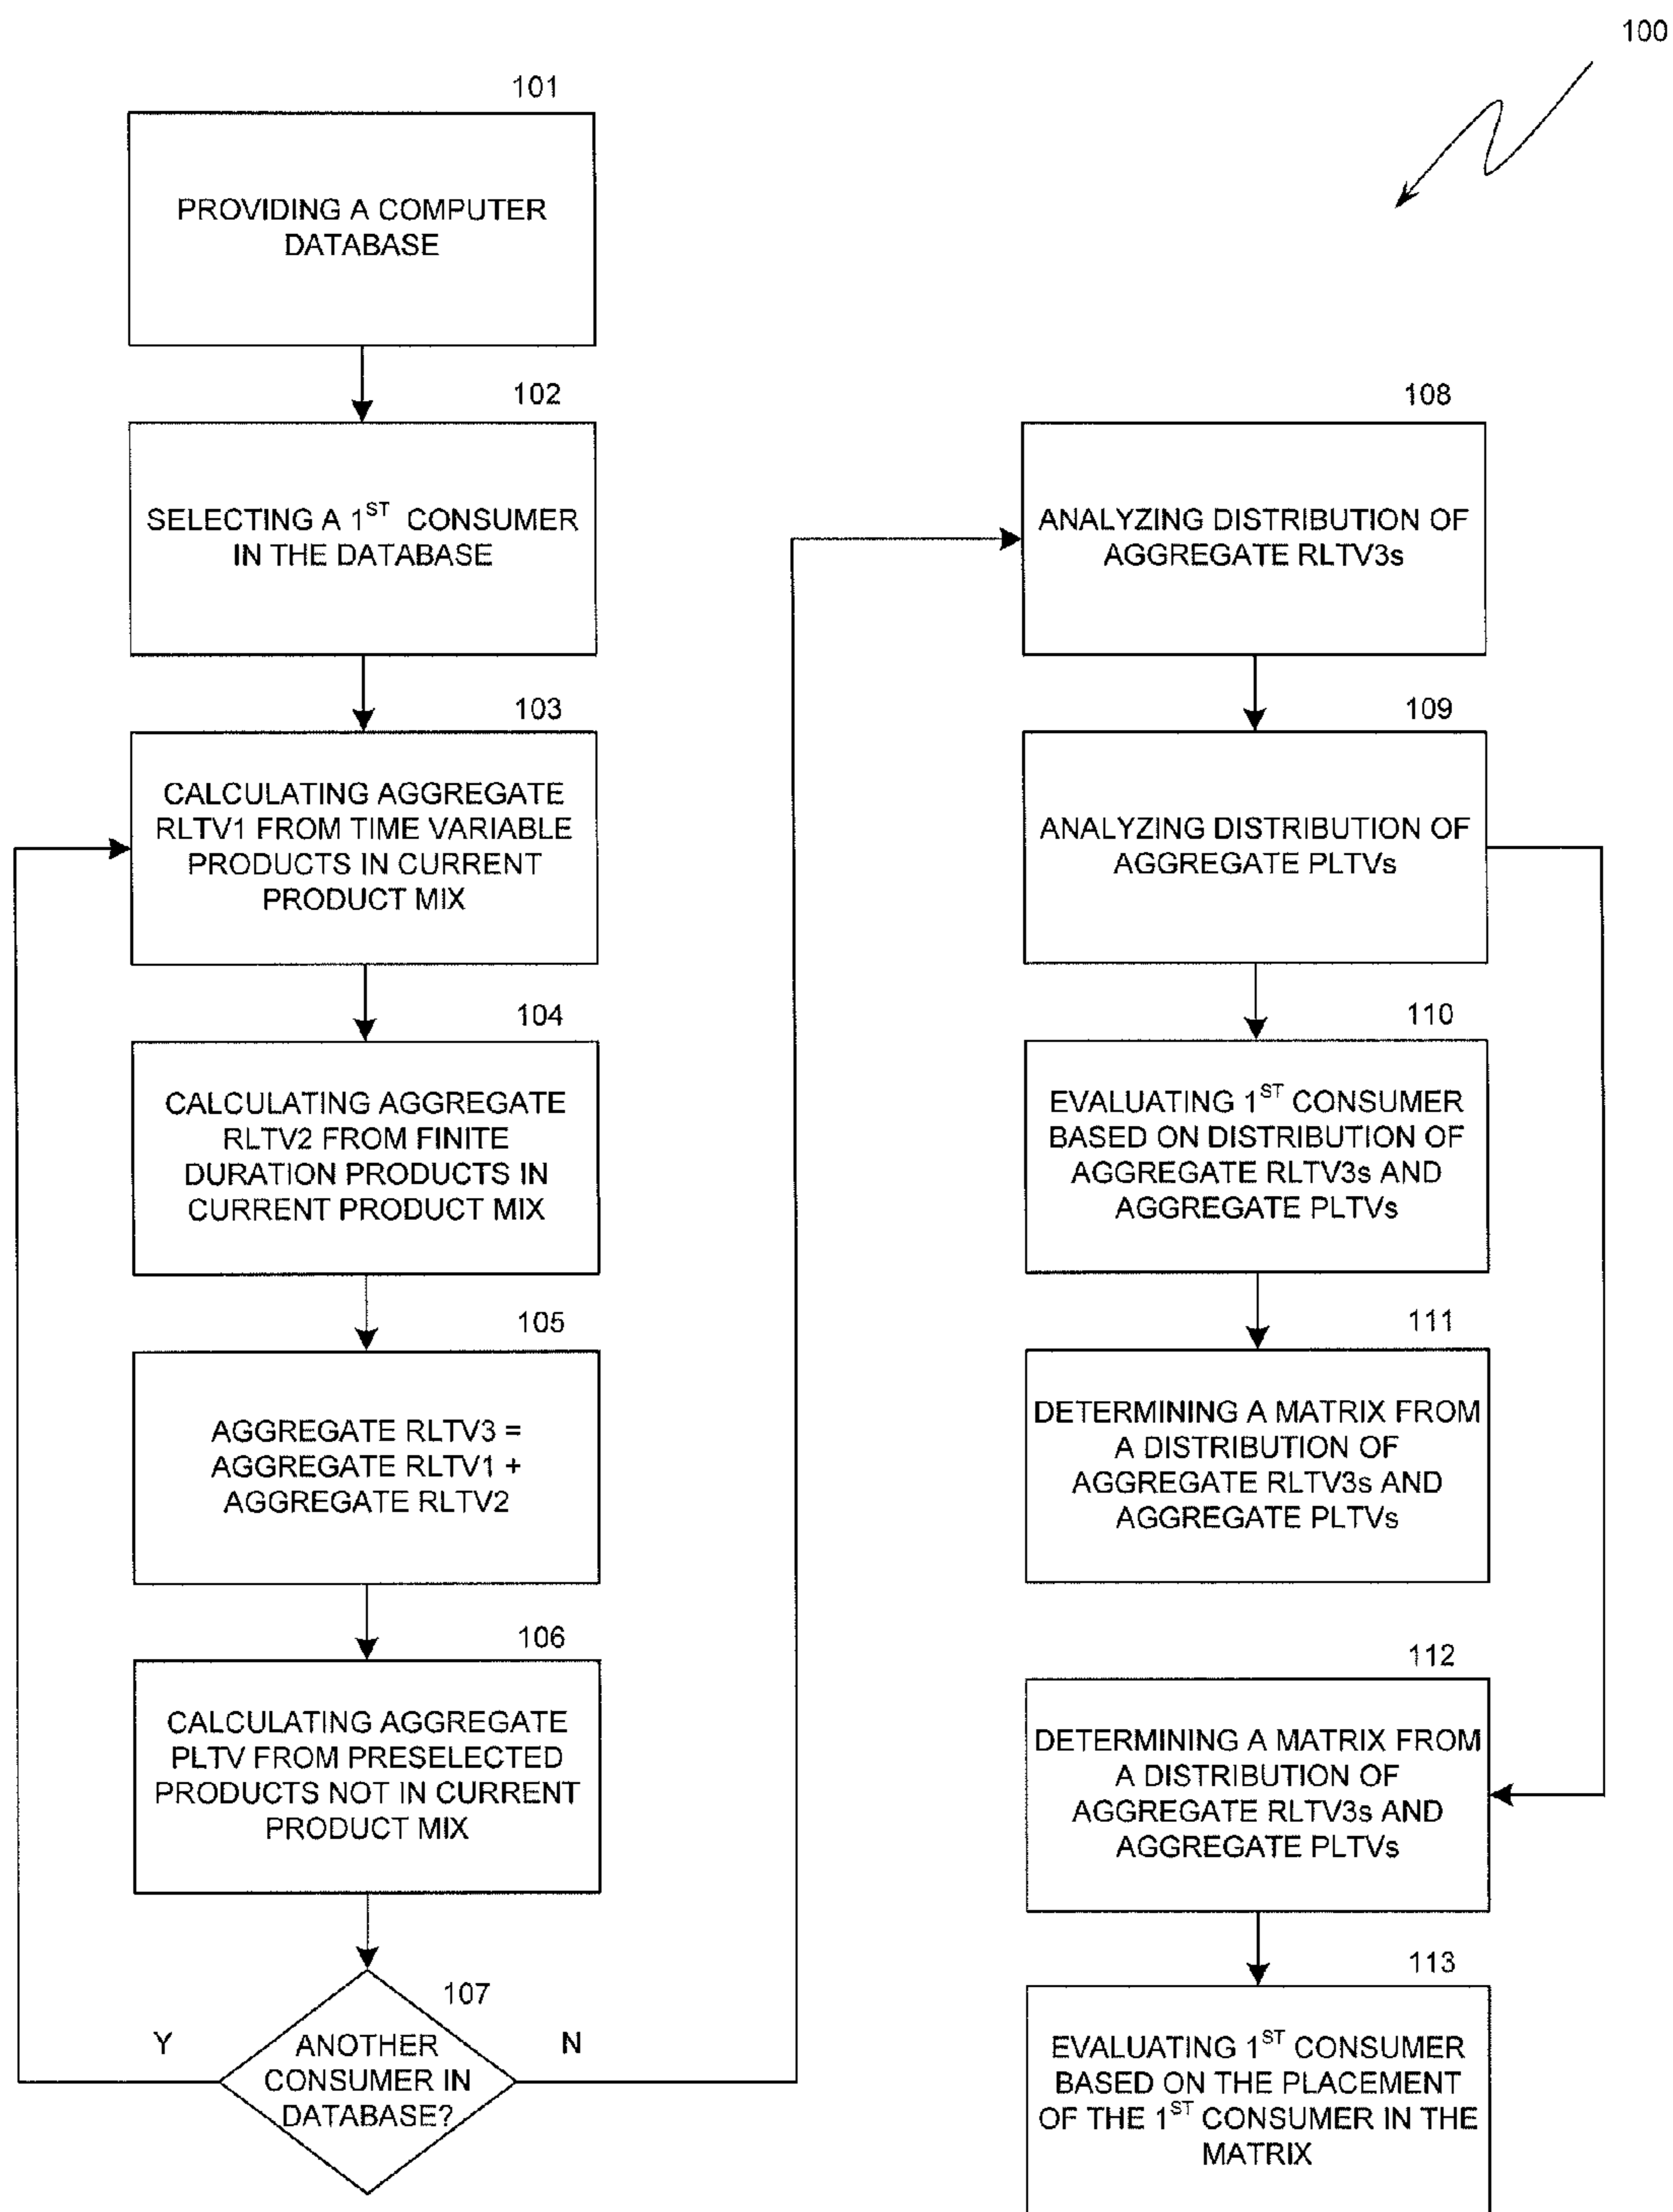 100
101
PROVIDING A COMPUTER
DATABASE
102
SELECTING A 1ST CONSUMER
IN THE DATABASE
103
CALCULATING AGGREGATE
RLTV1 FROM TIME VARIABLE
PRODUCTS IN CURRENT
PRODUCT MIX
104
CALCULATING AGGREGATE
RLTV2 FROM FINITE
DURATION PRODUCTS IN
CURRENT PRODUCT MIX
105
AGGREGATE RLTV3 =
AGGREGATE RLTV1 +
AGGREGATE RLTV2
106
CALCULATING AGGREGATE
PLTV FROM PRESELECTED
PRODUCTS NOT IN CURRENT
PRODUCT MIX
107
Y
ANOTHER
CONSUMER IN
DATABASE?
N
108
ANALYZING DISTRIBUTION OF
AGGREGATE RLTV3s
109
ANALYZING DISTRIBUTION OF
AGGREGATE PLTVs
110
EVALUATING 1ST CONSUMER
BASED ON DISTRIBUTION OF
AGGREGATE RLTV3s AND
AGGREGATE PLTVs
111
DETERMINING A MATRIX FROM
A DISTRIBUTION OF
AGGREGATE RLTV3s AND
AGGREGATE PLTVs
112
DETERMINING A MATRIX FROM
A DISTRIBUTION OF
AGGREGATE RLTV3s AND
AGGREGATE PLTVs
113
EVALUATING 1ST CONSUMER
BASED ON THE PLACEMENT
OF THE 1ST CONSUMER IN THE
MATRIX